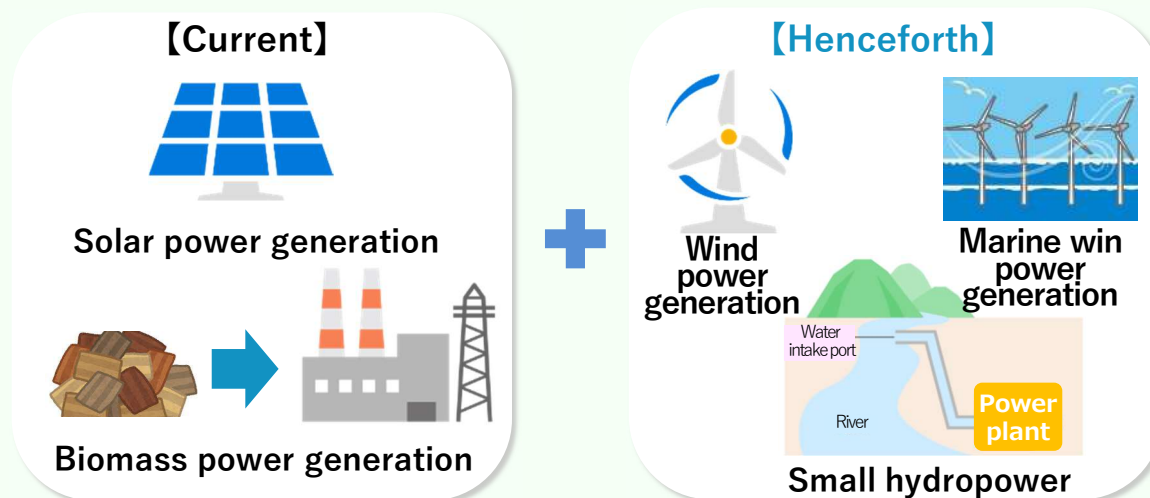 【Current】
Solar power generation
Biomass power generation
【Henceforth】
Wind
power
generation
Marine win
power
generation
Water
intake port
River
Power
plant
Small hydropower